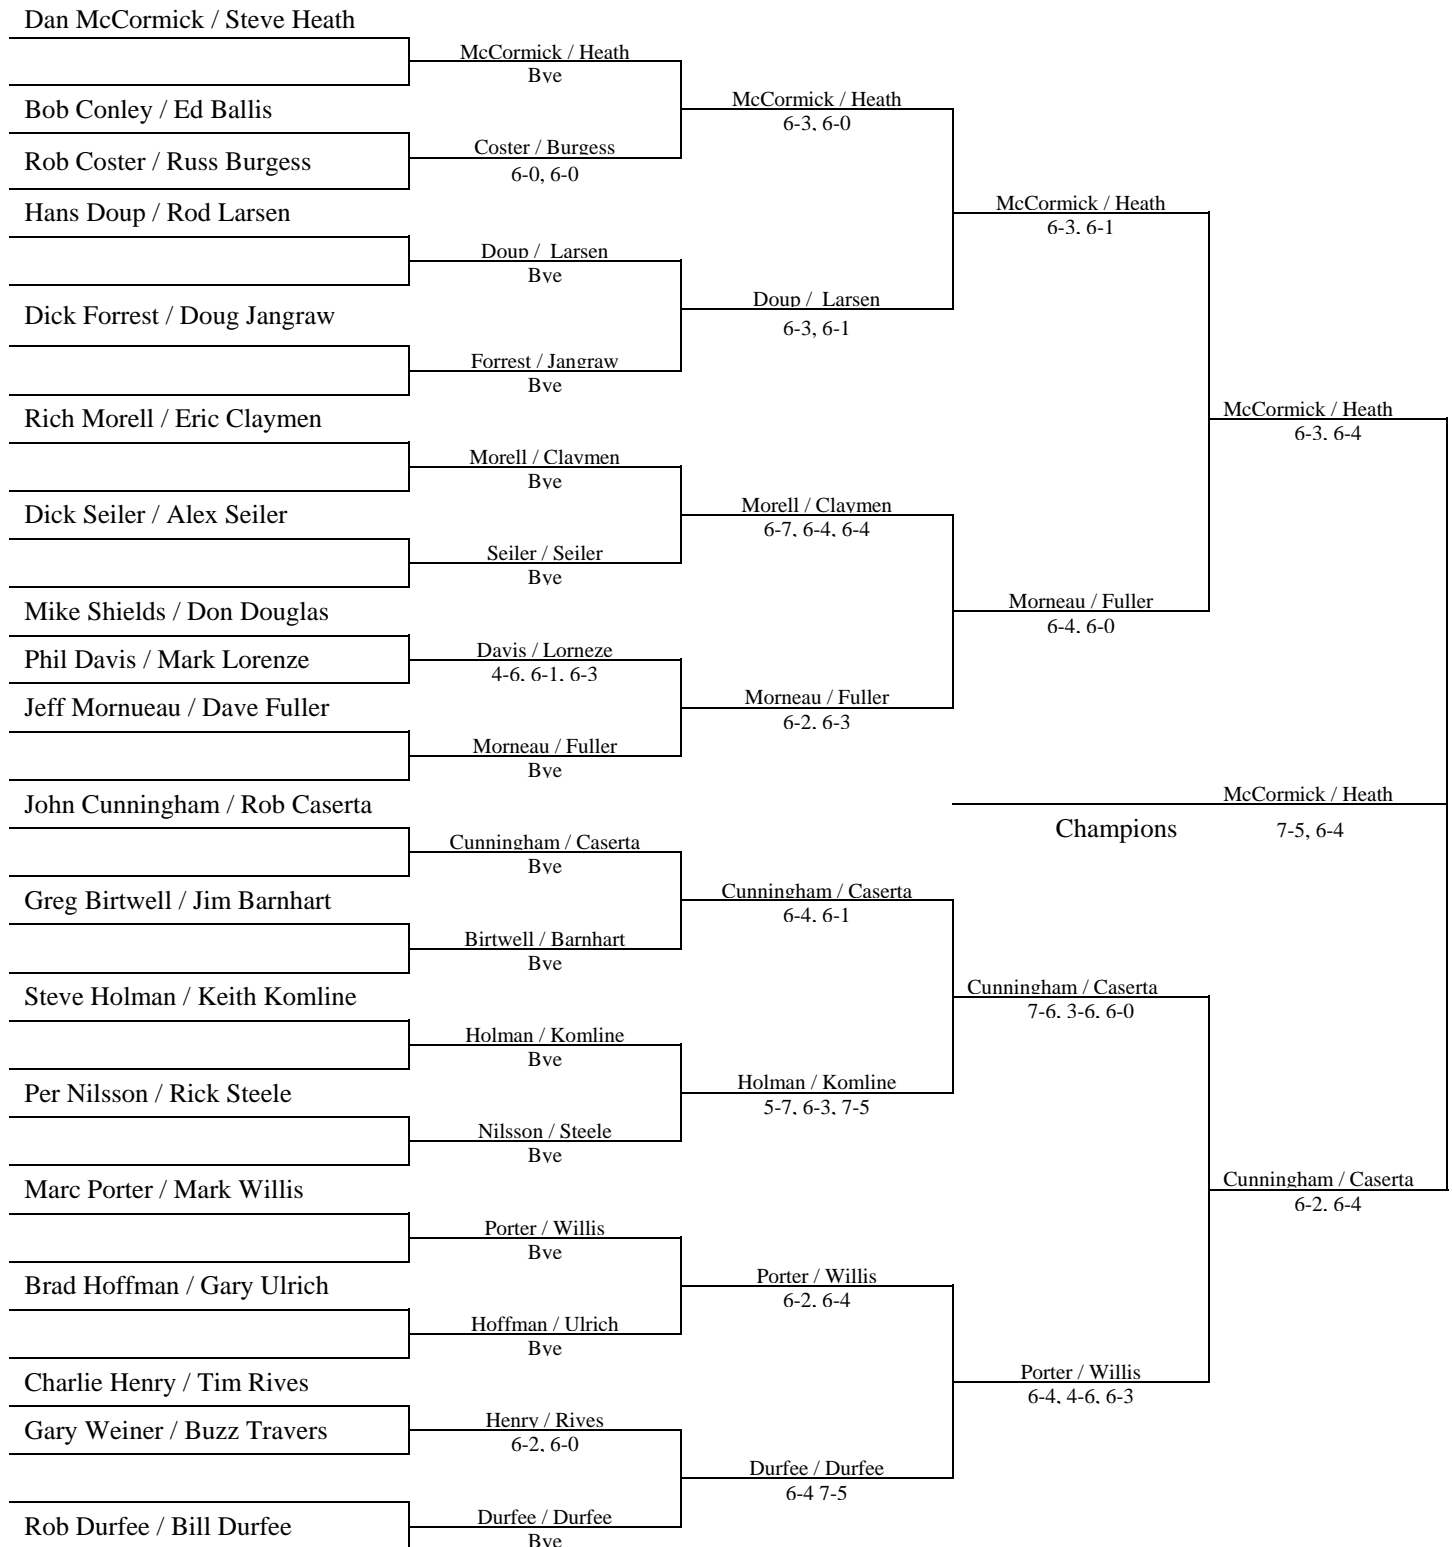 Dan McCormick / Steve Heath
McCormick / Heath
Bye
McCormick / Heath
6-3, 6-0
Bob Conley / Ed Ballis
Coster / Burgess
6-0, 6-0
Rob Coster / Russ Burgess
McCormick / Heath
6-3, 6-1
Hans Doup / Rod Larsen
Doup / Larsen
Bye
Doup / Larsen
6-3, 6-1
Dick Forrest / Doug Jangraw
Forrest / Jangraw
Bye
McCormick / Heath
6-3, 6-4
Rich Morell / Eric Claymen
Morell / Claymen
Bye
Morell / Claymen
6-7, 6-4, 6-4
Dick Seiler / Alex Seiler
Seiler / Seiler
Bye
Morneau / Fuller
6-4, 6-0
Mike Shields / Don Douglas
Davis / Lorneze
4-6, 6-1, 6-3
Phil Davis / Mark Lorenze
Morneau / Fuller
6-2, 6-3
Jeff Mornueau / Dave Fuller
Morneau / Fuller
Bye
McCormick / Heath
Champions 7-5, 6-4
John Cunningham / Rob Caserta
Cunningham / Caserta
Bye
Cunningham / Caserta
6-4, 6-1
Greg Birtwell / Jim Barnhart
Birtwell / Barnhart
Bye
Cunningham / Caserta
7-6, 3-6, 6-0
Steve Holman / Keith Komline
Holman / Komline
Bye
Holman / Komline
5-7, 6-3, 7-5
Per Nilsson / Rick Steele
Nilsson / Steele
Bye
Cunningham / Caserta
6-2, 6-4
Marc Porter / Mark Willis
Porter / Willis
Bye
Porter / Willis
6-2, 6-4
Brad Hoffman / Gary Ulrich
Hoffman / Ulrich
Bye
Porter / Willis
6-4, 4-6, 6-3
Charlie Henry / Tim Rives
Henry / Rives
6-2, 6-0
Gary Weiner / Buzz Travers
Durfee / Durfee
6-4 7-5
Rob Durfee / Bill Durfee
Durfee / Durfee
Bye